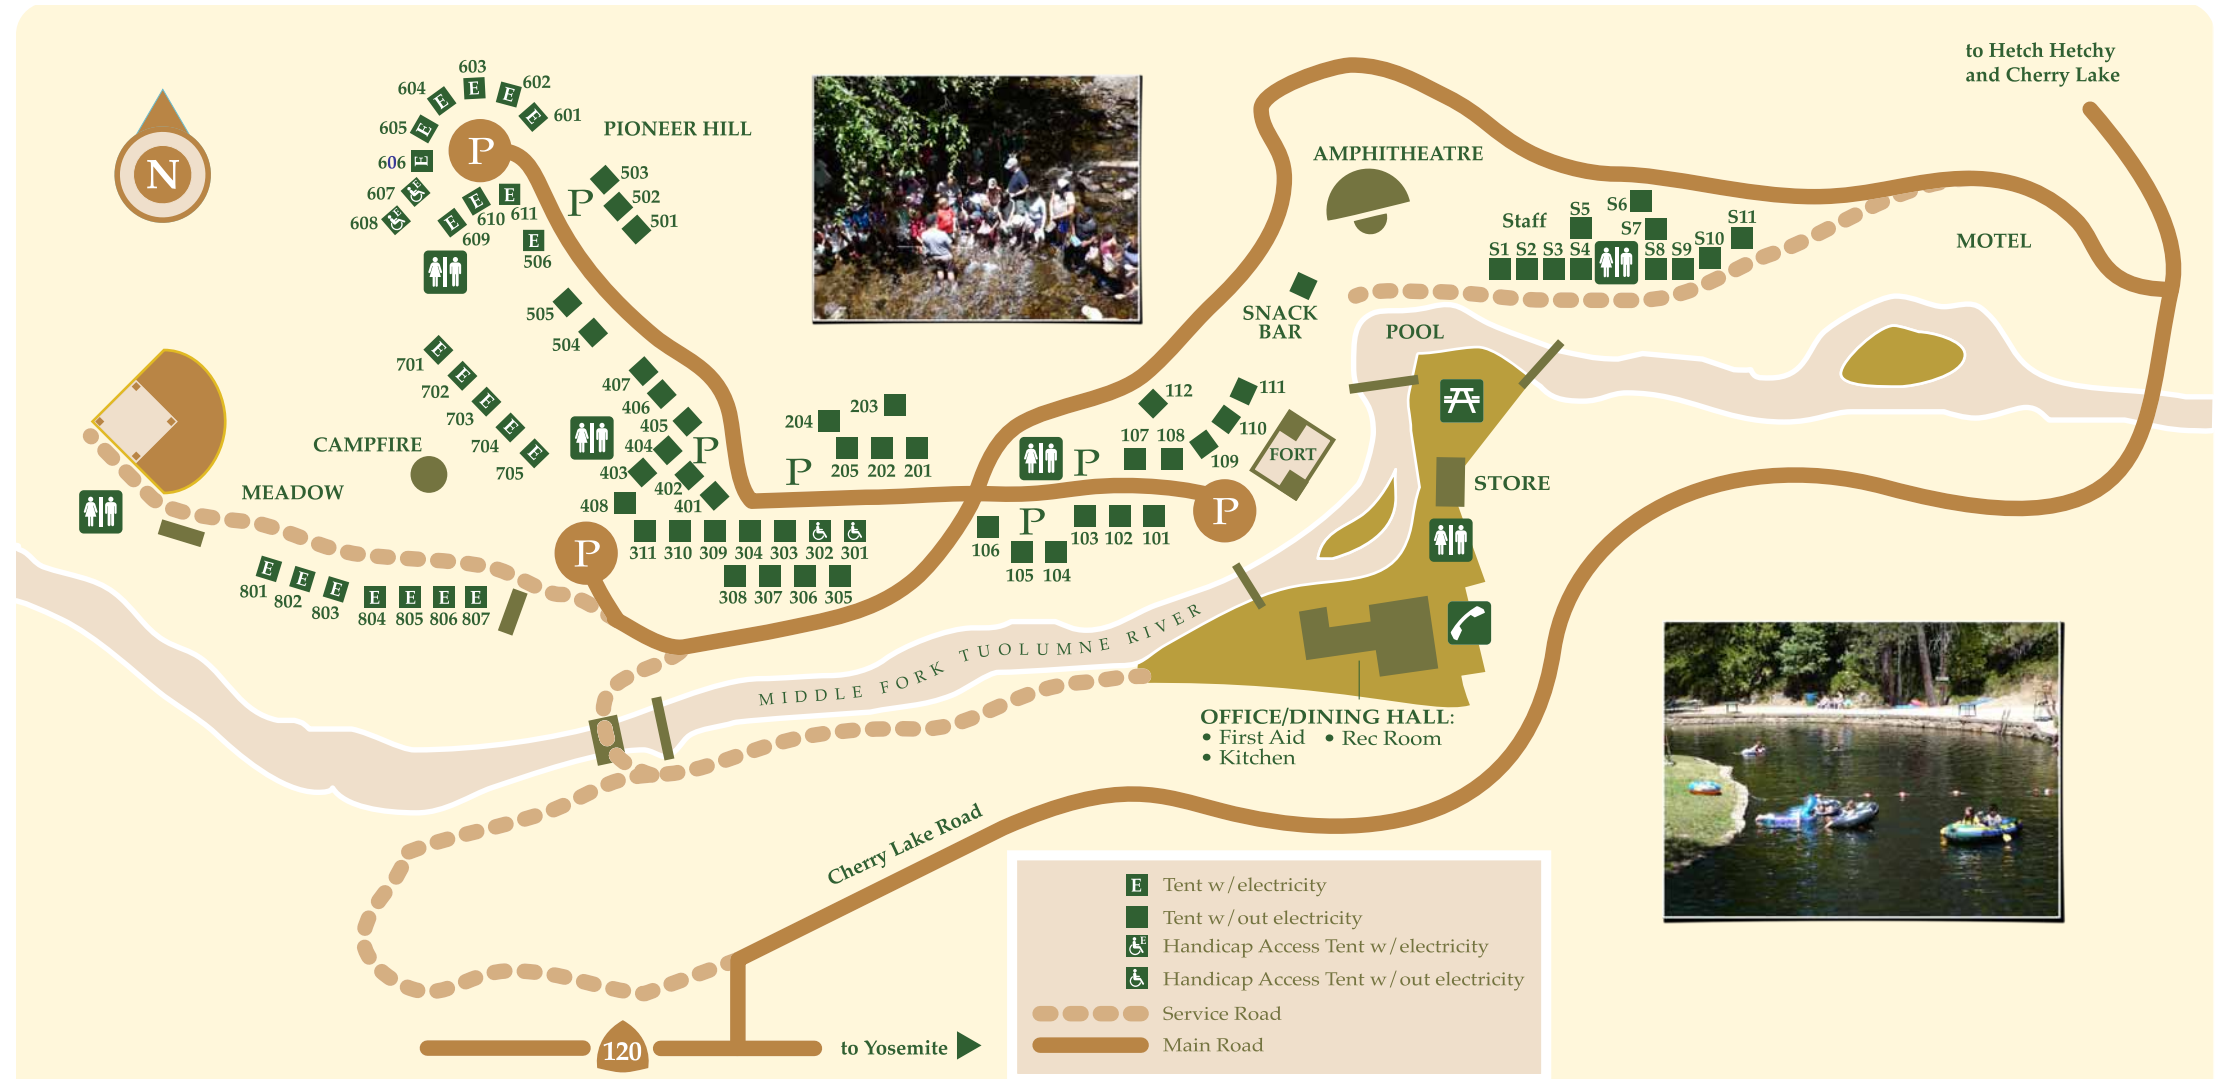 to Hetch Hetchy
and Cherry Lake
N
603
604
E
E
E
602
E
601
605
E
P
PIONEER HILL
606
E
607
E
608
E
E
609
E
610
E
611
P
503
502
501
E
506
505
504
AMPHITHEATRE
Staff
S5
S6
S7
S11
S1
S2
S3
S4
S8
S9
S10
MOTEL
SNACK
BAR
POOL
701
E
702
E
703
E
704
E
705
E
CAMPFIRE
MEADOW
407
406
405
404
403
402
401
408
P
204
203
205
202
201
P
112
111
110
107
108
109
P
FORT
STORE
P
P
311
310
309
304
303
302
301
308
307
306
305
106
P
103
102
101
105
104
P
801
E
802
E
803
E
E
E
E
E
804
805
806
807
MIDDLE FORK TUOLUMNE RIVER
OFFICE/DINING HALL:
• First Aid • Rec Room
• Kitchen
Cherry Lake Road
E Tent w/electricity
Tent w/out electricity
E Handicap Access Tent w/electricity
Handicap Access Tent w/out electricity
Service Road
Main Road
120
to Yosemite